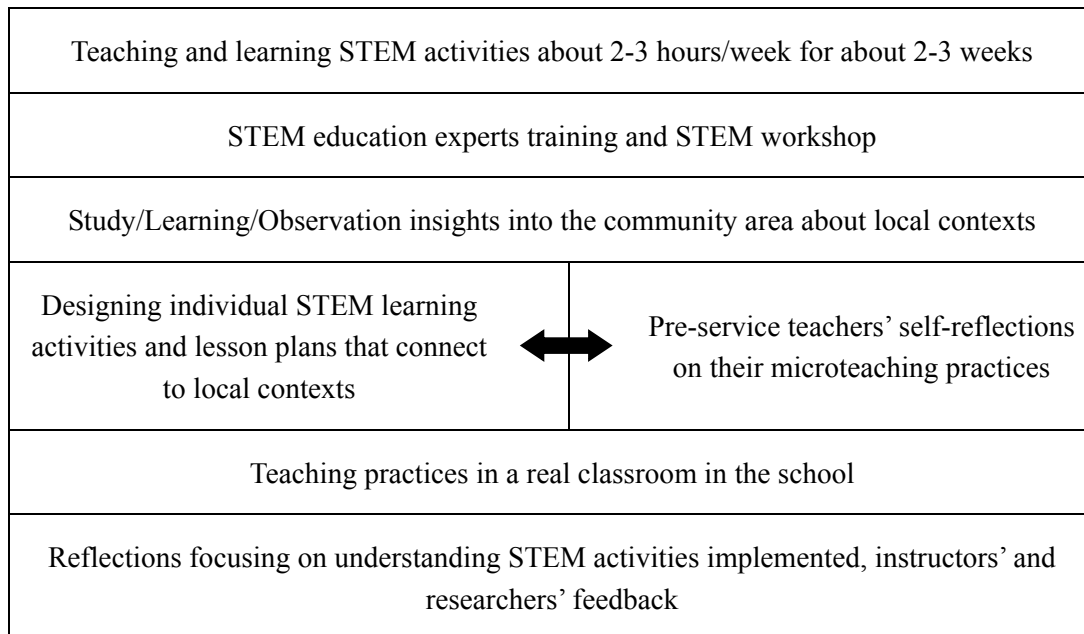 Teaching and learning STEM activities about 2-3 hours/week for about 2-3 weeks
STEM education experts training and STEM workshop
Study/Learning/Observation insights into the community area about local contexts
Designing individual STEM learning
activities and lesson plans that connect
to local contexts
Pre-service teachers’ self-reflections
on their microteaching practices
Teaching practices in a real classroom in the school
Reflections focusing on understanding STEM activities implemented, instructors’ and
researchers’ feedback